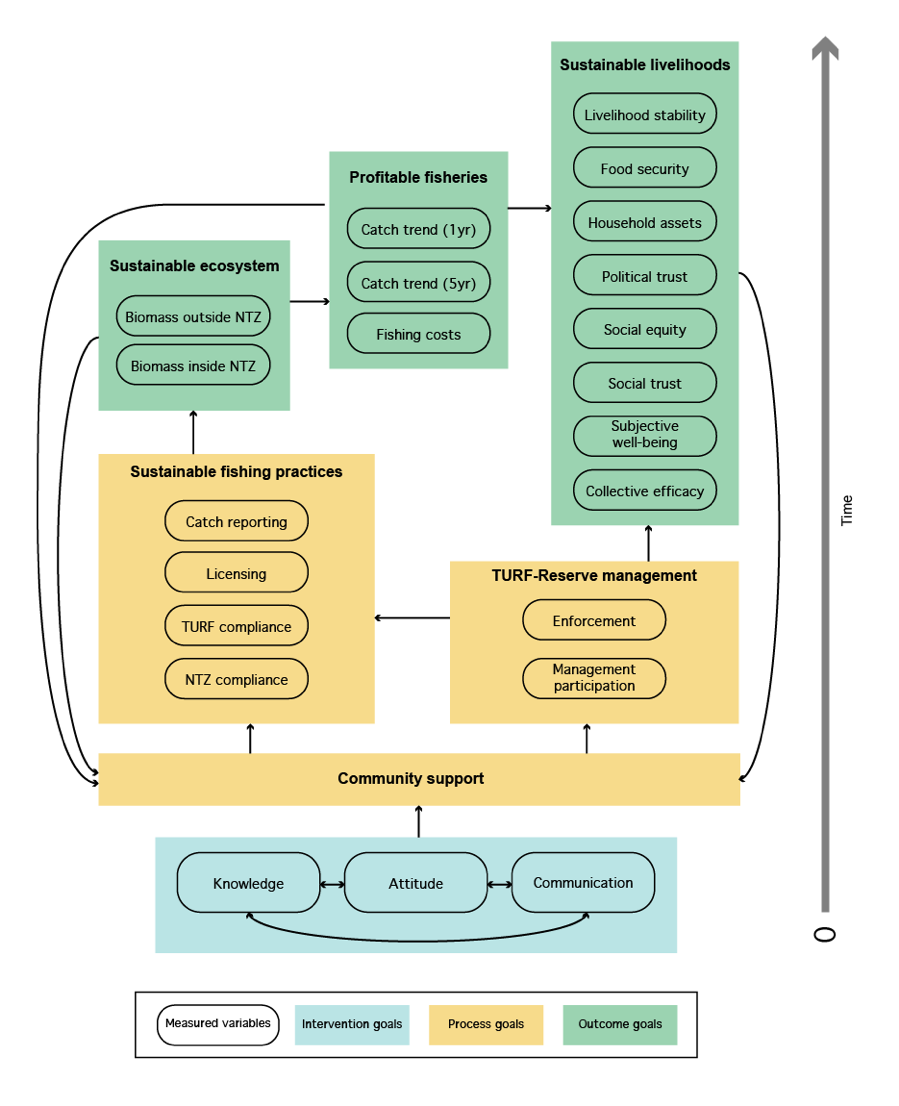 Sustainable livelihoods
Livelihood stability
Food security
Household assets
Political trust
Social equity
Social trust
Subjective
well-being
Collective efficacy
Profitable fisheries
Catch trend (1yr)
Catch trend (5yr)
Fishing costs
Sustainable ecosystem
Biomass outside NTZ
Biomass inside NTZ
Sustainable fishing practices
Catch reporting
Licensing
TURF compliance
NTZ compliance
TURF-Reserve management
Enforcement
Management
participation
Community support
Knowledge
Attitude
Communication
Time
0
Measured variables
Intervention goals
Process goals
Outcome goals